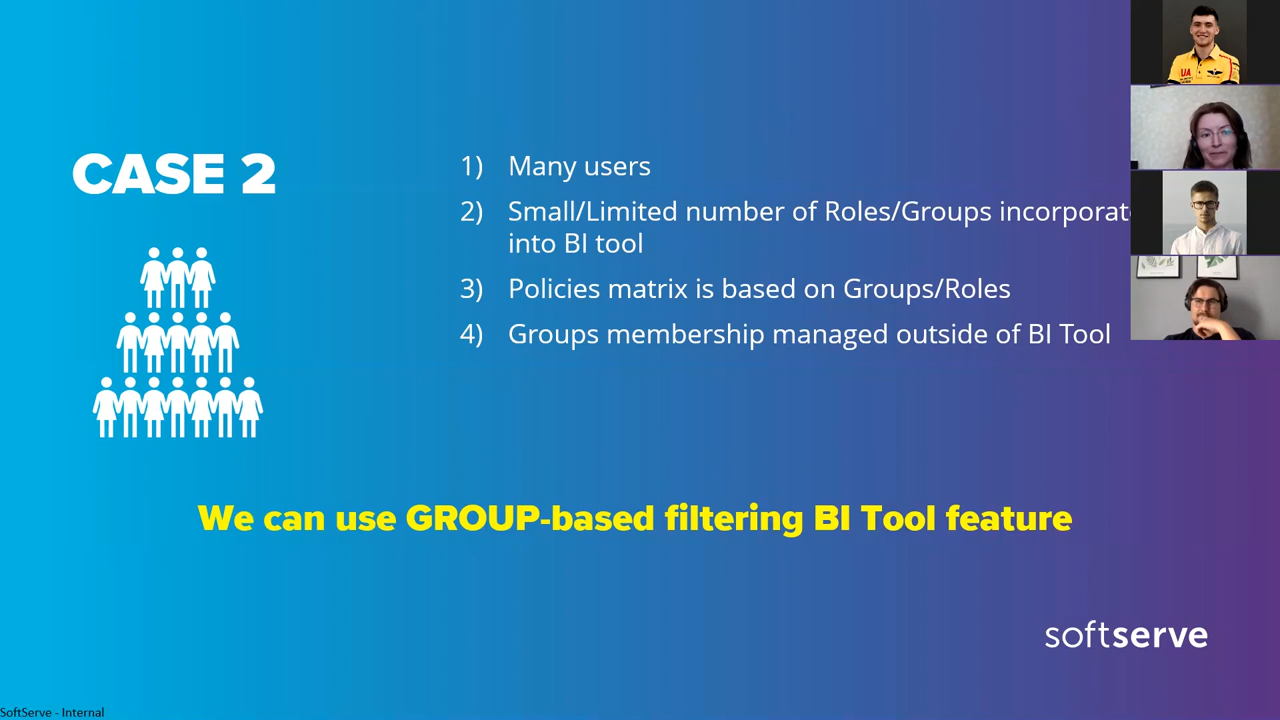 CASE 2
1) Many users
2) Small/Limited number of Roles/Groups
into BI tool
3) Policies matrix is based on Groups/Roles
4) Groups membership managed outside of BI Tool
We can use GROUP-based filtering BI Tool feature
softserve
SoftServe - Internal
UA